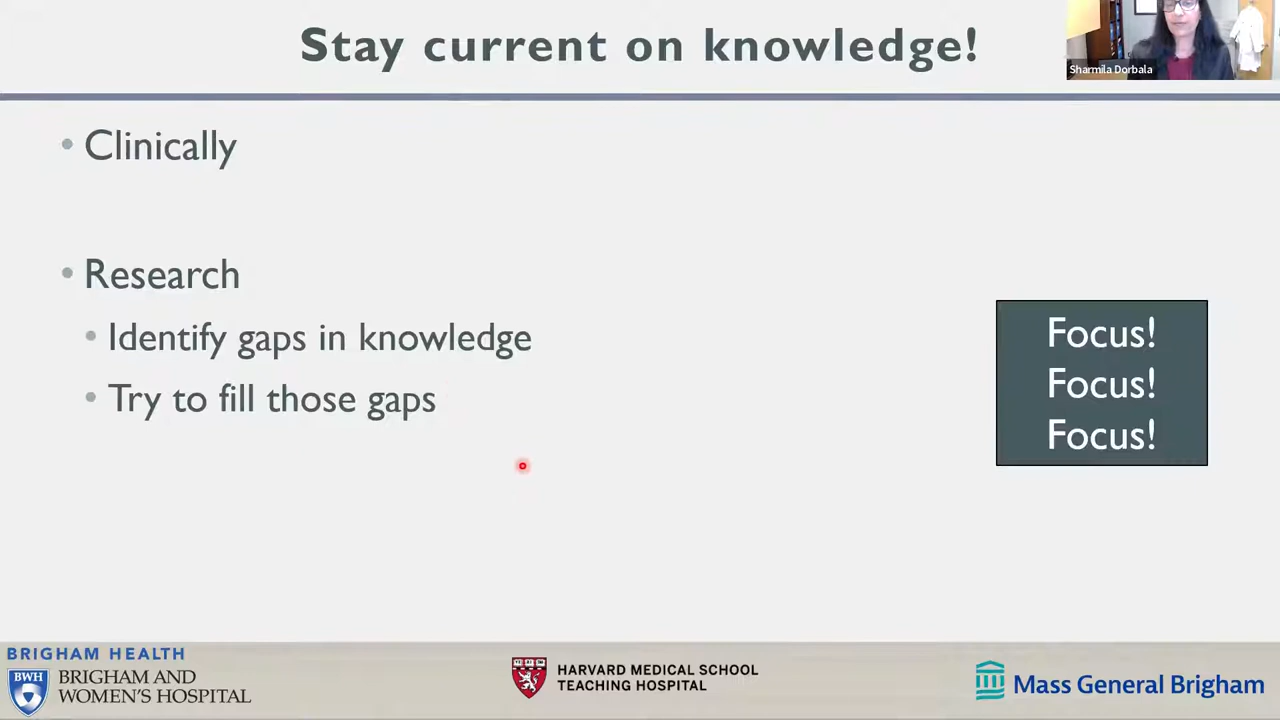 Stay current on knowledge!
Sharmila Dorbala
• Clinically
• Research
• Identify gaps in knowledge
• Try to fill those gaps
Focus!
Focus!
Focus!
BRIGHAM HEALTH
BWH
BRIGHAM AND
WOMEN'S HOSPITAL
HARVARD MEDICAL SCHOOL
TEACHING HOSPITAL
Mass General Brigham